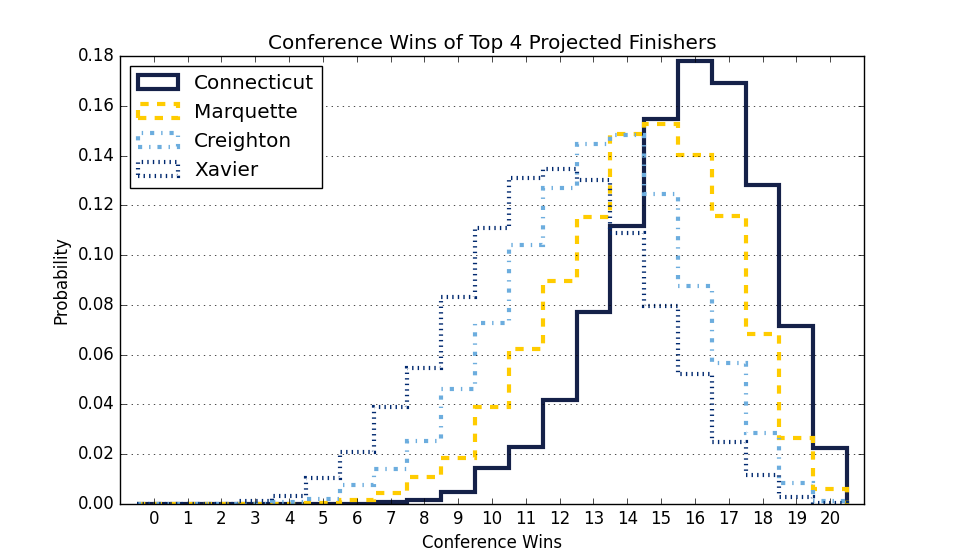 Conference Wins of Top 4 Projected Finishers
0.18
0.16
0.14
0.12
0.10
0.08
0.06
0.04
0.02
0.00
Probability
Connecticut
Marquette
Creighton
Xavier
0 1 2 3 4 5 6 7 8 9 10 11 12 13 14 15 16 17 18 19 20
Conference Wins